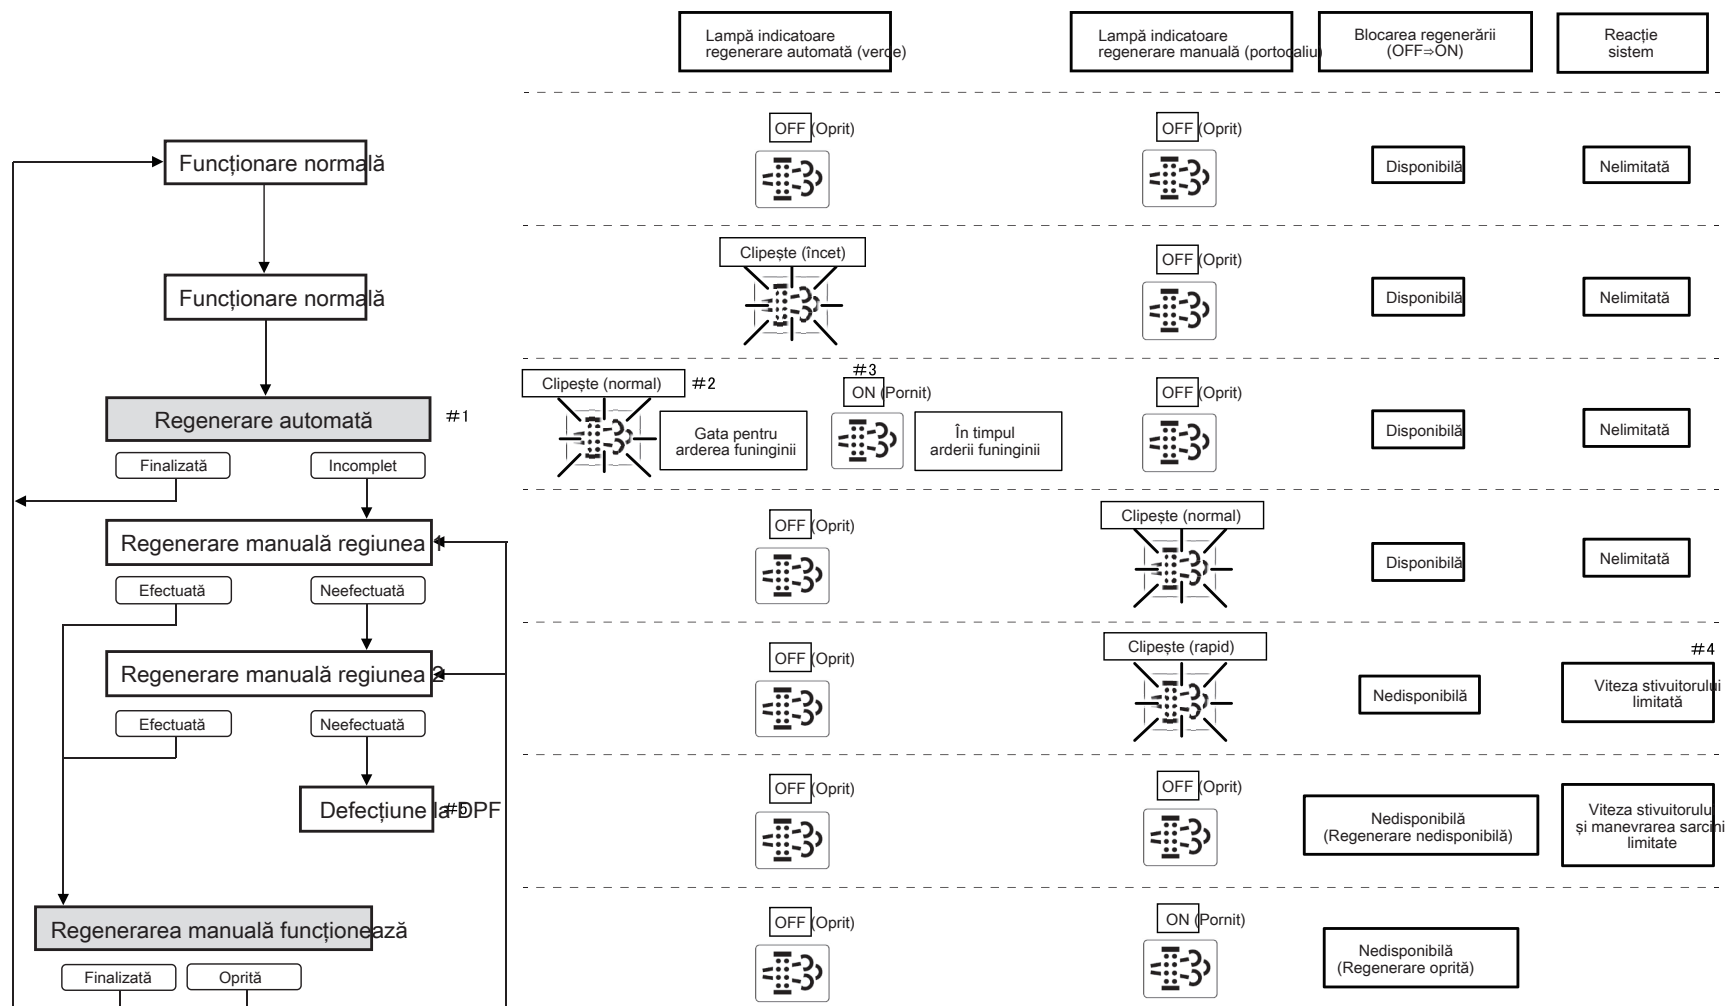 Lampă indicatoare
regenerare automată (verde)
Lampă indicatoare
regenerare manuală (portocaliu)
Blocarea regenerării
(OFF⇒ON)
Reacție
sistem
Funcționare normală
OFF (Oprit)
OFF (Oprit)
Disponibilă
Nelimitată
Funcționare normală
Clipește (încet)
OFF (Oprit)
Disponibilă
Nelimitată
Regenerare automată
#1
Finalizată
Incomplet
Clipește (normal)
#2
Gata pentru
arderea funinginii
#3
ON (Pornit)
În timpul
arderii funinginii
OFF (Oprit)
Disponibilă
Nelimitată
Regenerare manuală regiunea 1
Efectuată
Neefectuată
OFF (Oprit)
Clipește (normal)
Disponibilă
Nelimitată
Regenerare manuală regiunea 2
Efectuată
Neefectuată
OFF (Oprit)
Clipește (rapid)
Nedisponibilă
#4
Viteza stivuitorului
limitată
Defecțiune la DPF
#5
OFF (Oprit)
OFF (Oprit)
Nedisponibilă
(Regenerare nedisponibilă)
Viteza stivuitorului
și manevrarea sarcinii
limitate
Regenerarea manuală funcționează
Finalizată
Oprită
OFF (Oprit)
ON (Pornit)
Nedisponibilă
(Regenerare oprită)